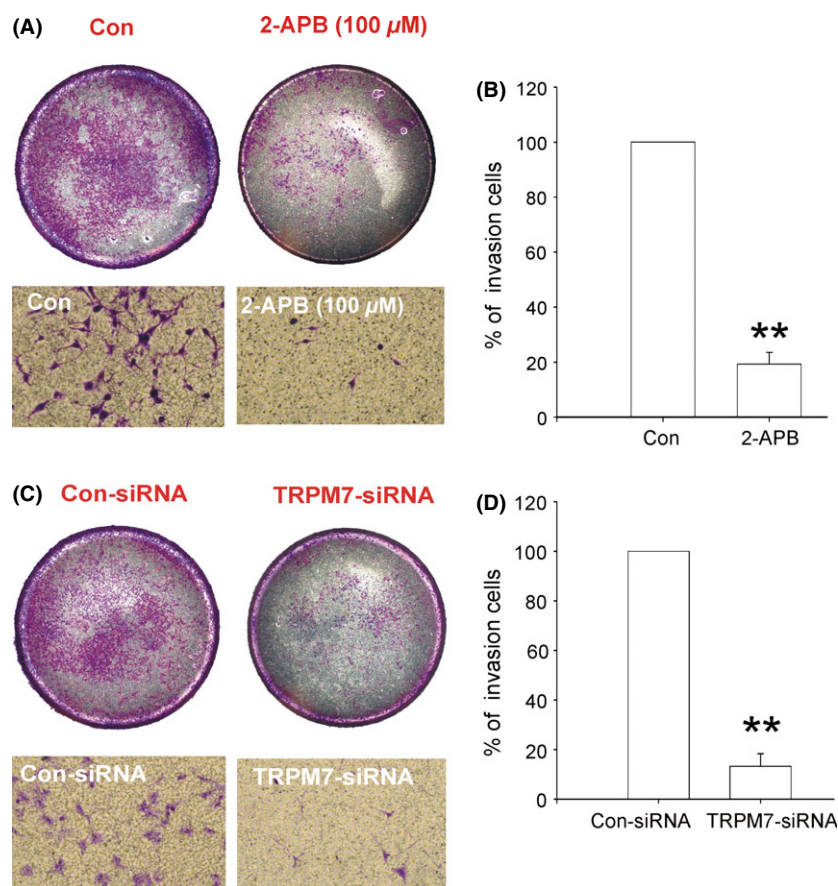 (A)
Con
2-APB (100 µM)
Con
2-APB (100 µM)
(B)
% of invasion cells
120
100
80
60
40
20
0
**
Con
2-APB
(C)
Con-siRNA
TRPM7-siRNA
Con-siRNA
TRPM7-siRNA
(D)
% of invasion cells
120
100
80
60
40
20
0
**
Con-siRNA
TRPM7-siRNA